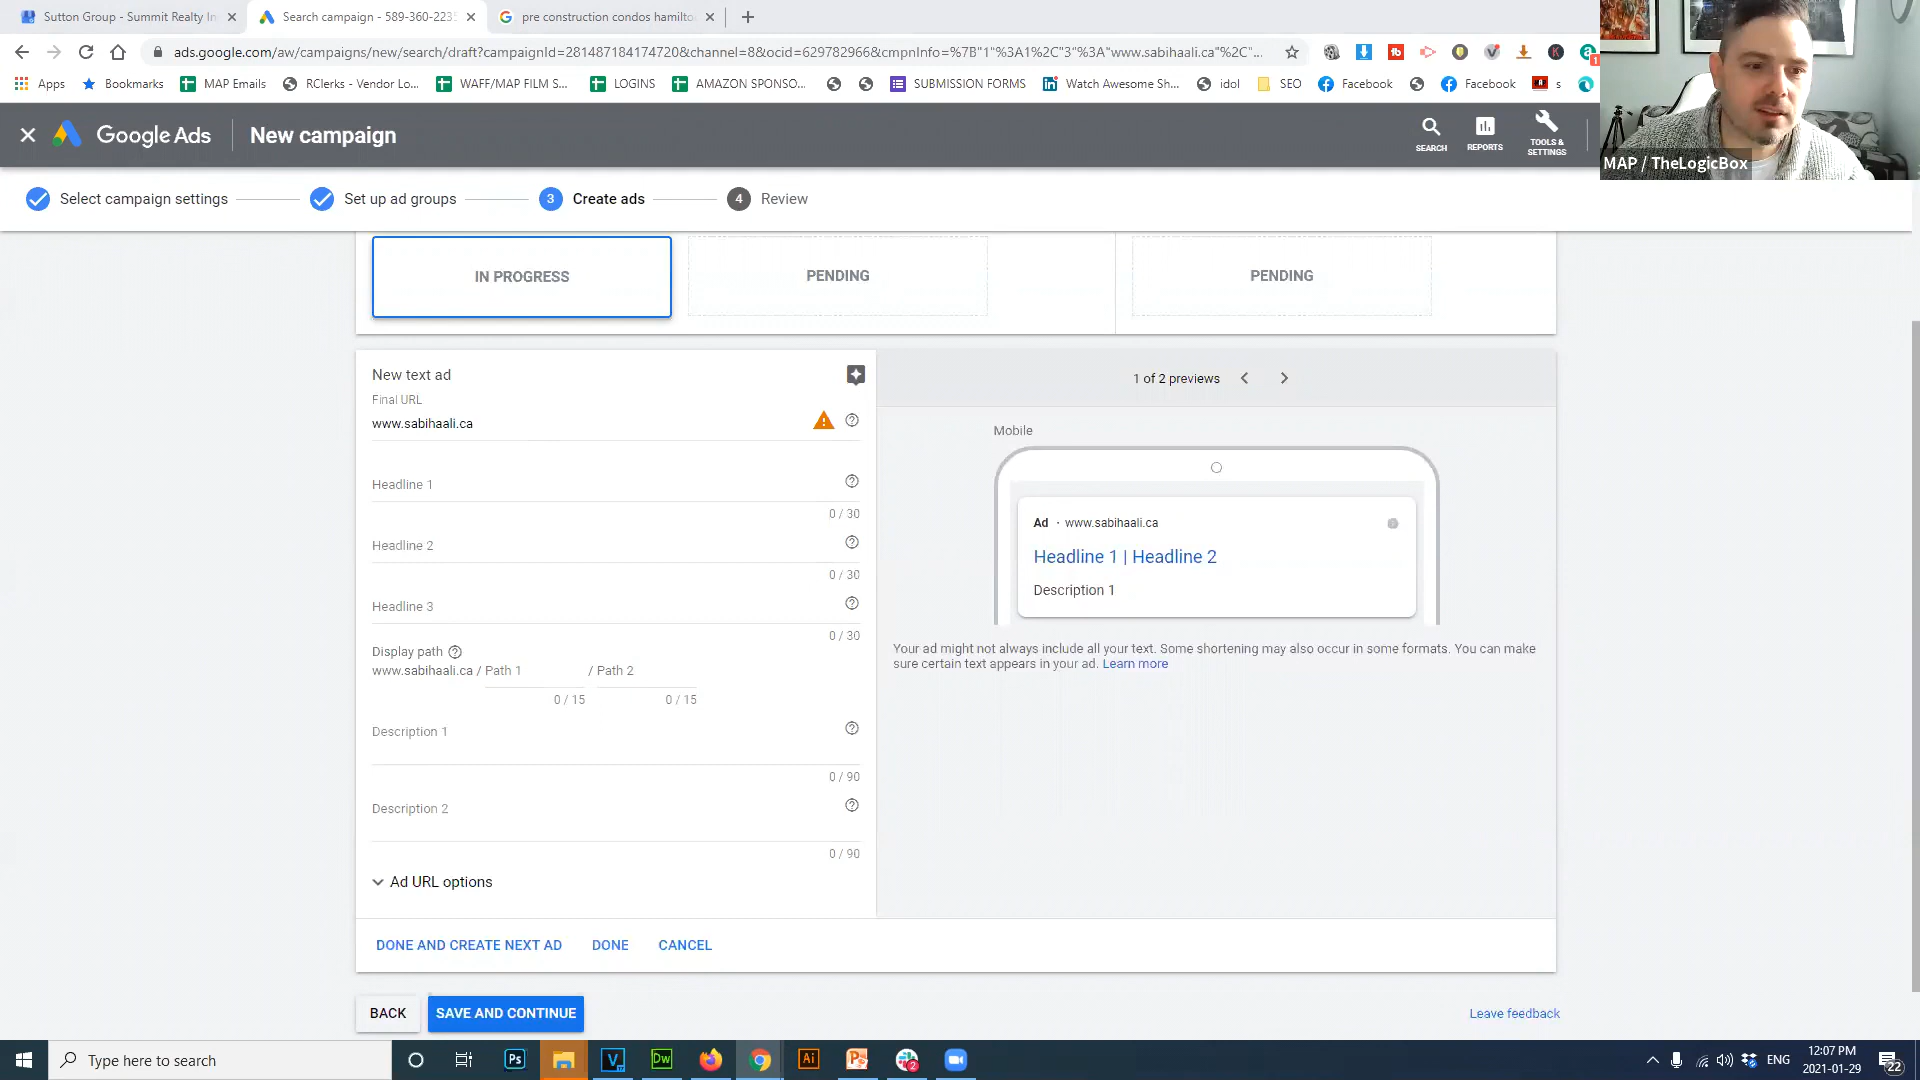 Sutton Group - Summit Realty In
Search campaign - 589-360-2235
pre construction condos hamilto
ads.google.com/aw/campaigns/new/search/draft?campaignId=281487184174720&channel=8&ocid=629782966&cmpnInfo=%7B"1"%3A1%2C"3"%3A"www.sabihaali.ca"%2C"...
Apps
Bookmarks
MAP Emails
RClerks - Vendor Lo...
WAFF/MAP FILM S...
LOGINS
AMAZON SPONSO...
SUBMISSION FORMS
Watch Awesome Sh...
idol
SEO
Facebook
Facebook
s
Google Ads
New campaign
SEARCH
REPORTS
TOOLS & SETTINGS
MAP / TheLogicBox
Select campaign settings
Set up ad groups
3 Create ads
4 Review
IN PROGRESS
PENDING
PENDING
New text ad
Final URL
www.sabihaali.ca
Headline 1
0 / 30
Headline 2
0 / 30
Headline 3
0 / 30
Display path
www.sabihaali.ca / Path 1 / Path 2
0 / 15 0 / 15
Description 1
0 / 90
Description 2
0 / 90
Ad URL options
1 of 2 previews
Mobile
Ad · www.sabihaali.ca
Headline 1 | Headline 2
Description 1
Your ad might not always include all your text. Some shortening may also occur in some formats. You can make
sure certain text appears in your ad. Learn more
DONE AND CREATE NEXT AD DONE CANCEL
BACK SAVE AND CONTINUE
Leave feedback
Type here to search
Ps
V
Dw
Ai
2
ENG
12:07 PM
2021-01-29
22